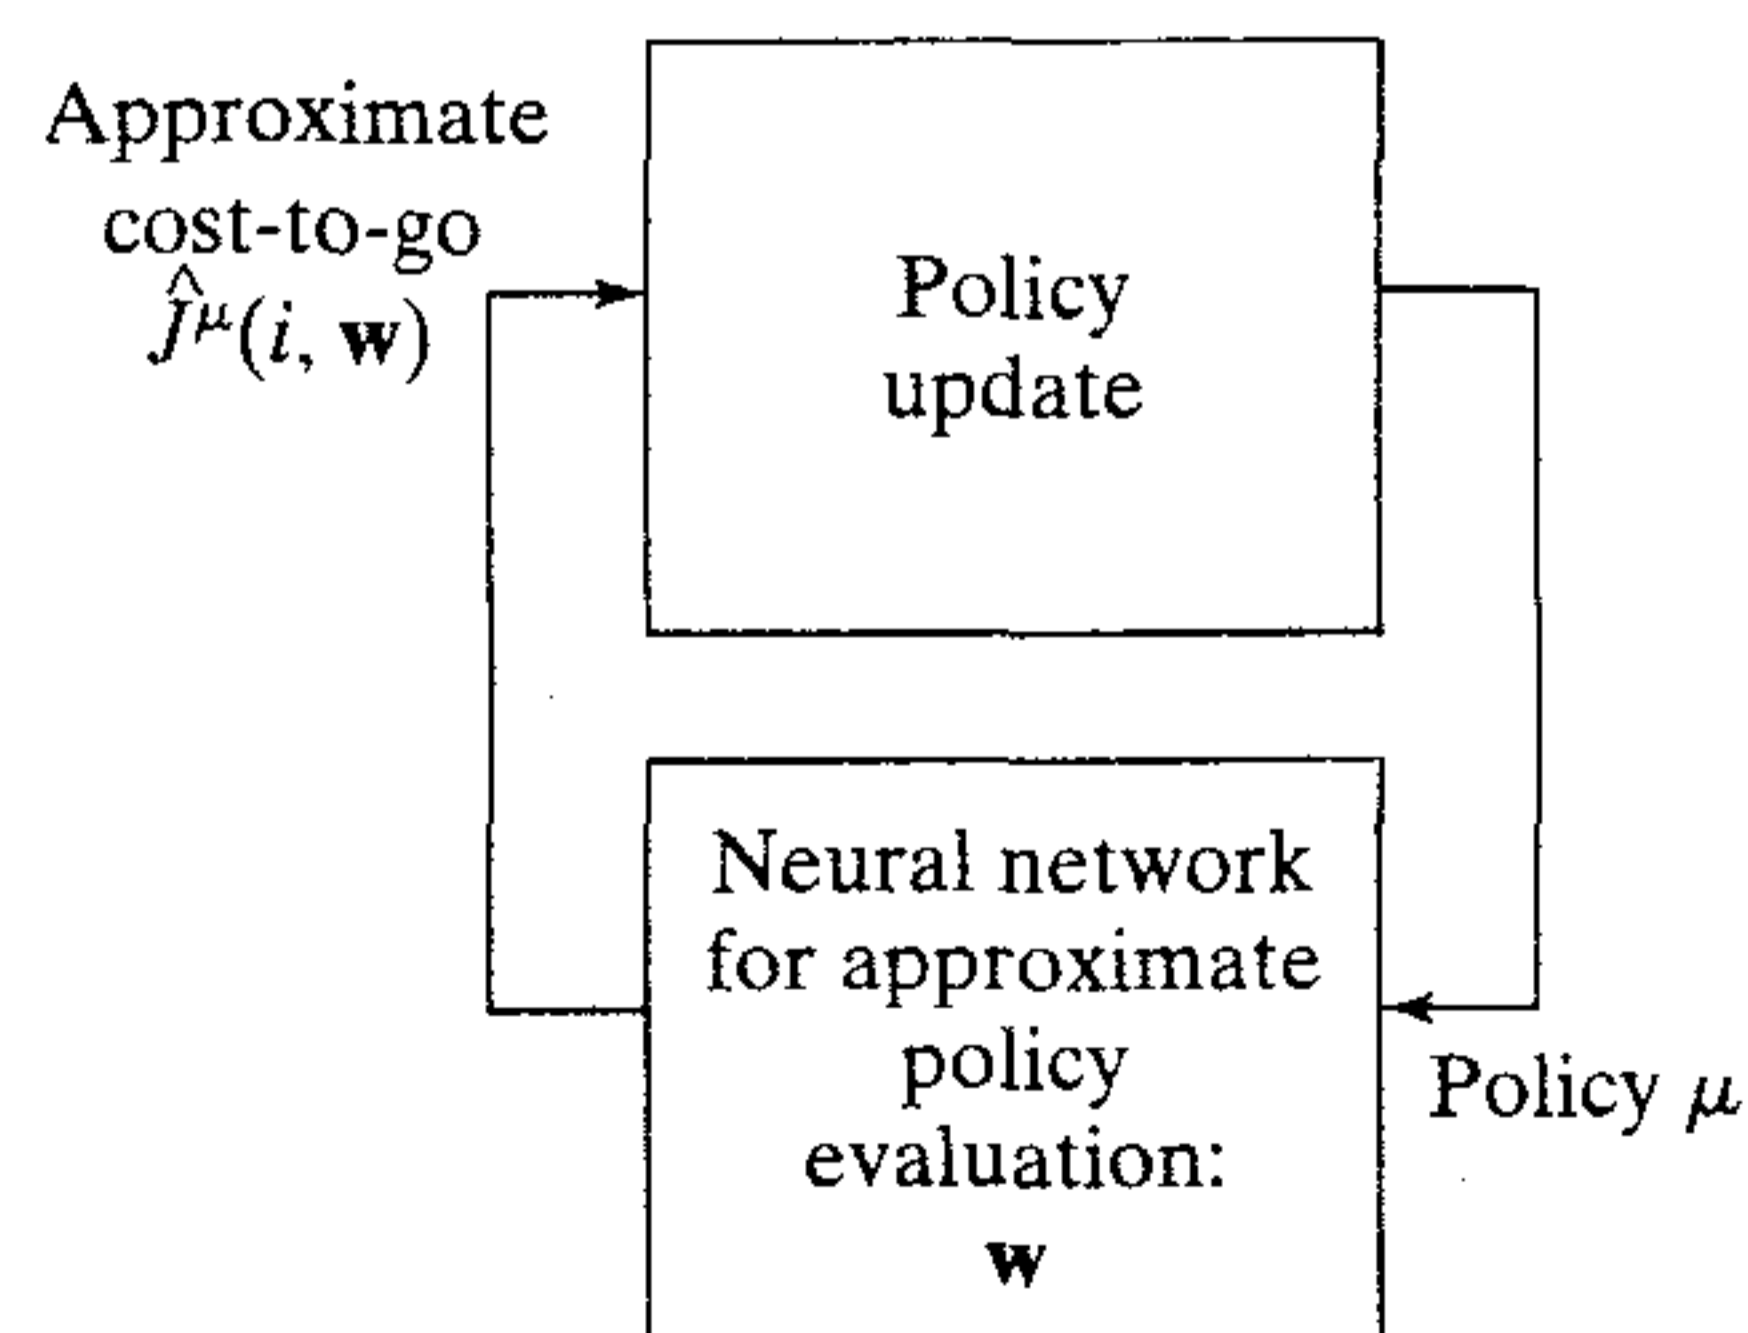 Approximate
cost-to-go
Ĵ^μ(i, w)
Policy
update
Neural network
for approximate
policy
evaluation:
w
Policy μ